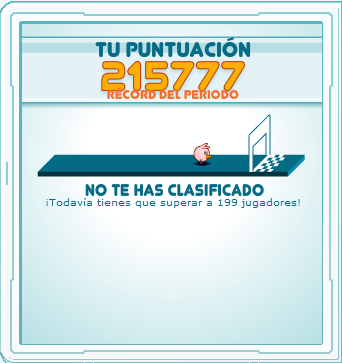 TU PUNTUACIÓN
215777
RECORD DEL PERIODO
NO TE HAS CLASIFICADO
¡Todavía tienes que superar a 199 jugadores!